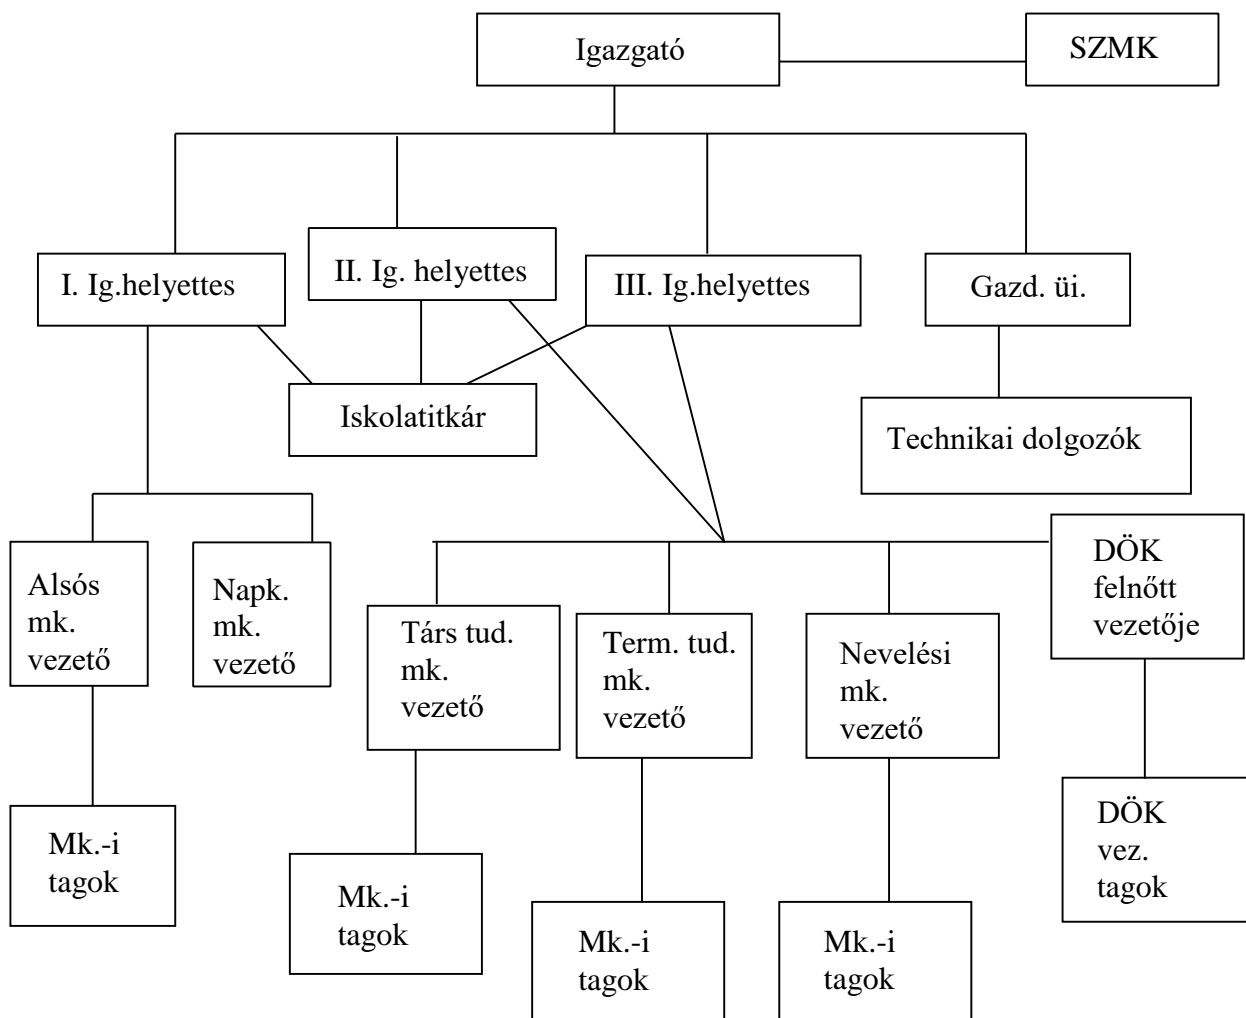 Igazgató
SZMK
I. Ig.helyettes
II. Ig. helyettes
III. Ig.helyettes
Gazd. üi.
Iskolatitkár
Technikai dolgozók
Alsós
mk.
vezető
Napk.
mk.
vezető
Társ tud.
mk.
vezető
Term. tud.
mk.
vezető
Nevelési
mk.
vezető
DÖK
felnőtt
vezetője
Mk.-i
tagok
Mk.-i
tagok
Mk.-i
tagok
Mk.-i
tagok
DÖK
vez.
tagok